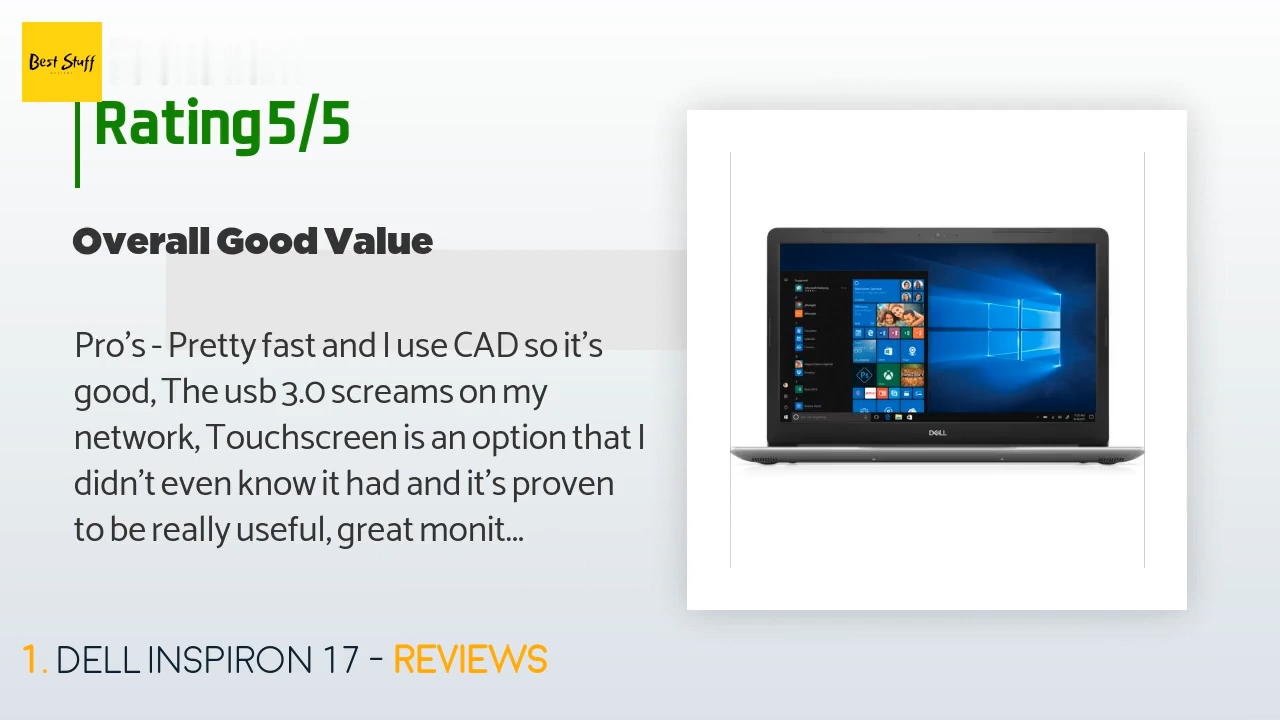 Best Stuff
Rating 5/5
Overall Good Value
Pro's - Pretty fast and I use CAD so it's
good, The usb 3.0 screams on my
network, Touchscreen is an option that I
didn't even know it had and it's proven
to be really useful, great monit...
DELL
1. DELL INSPIRON 17 - REVIEWS